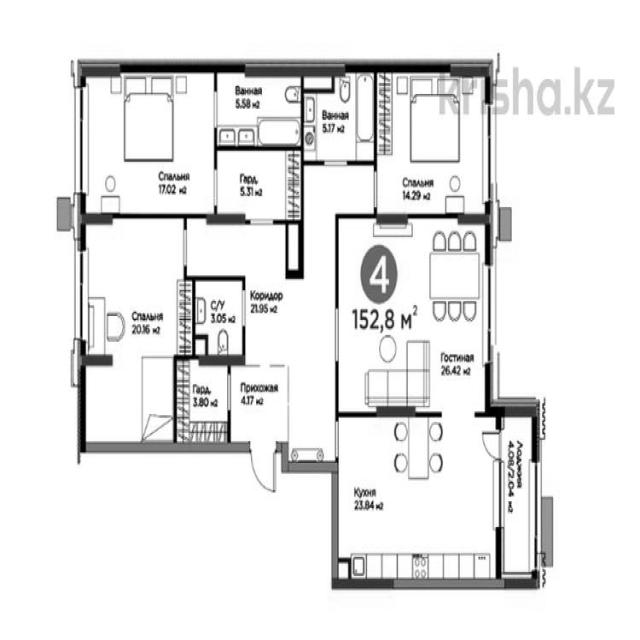 krisha.kz
Ванная
5.58 м2
Ванная
5.17 м2
Спальня
17.02 м2
Гард.
5.31 м2
Спальня
14.29 м2
4
152,8 м2
С/У
3.05 м2
Коридор
21.95 м2
Спальня
20.16 м2
Гостиная
26.42 м2
Гард.
3.80 м2
Прихожая
4.17 м2
Лоджия
4.08/2.04 м2
Кухня
23.84 м2